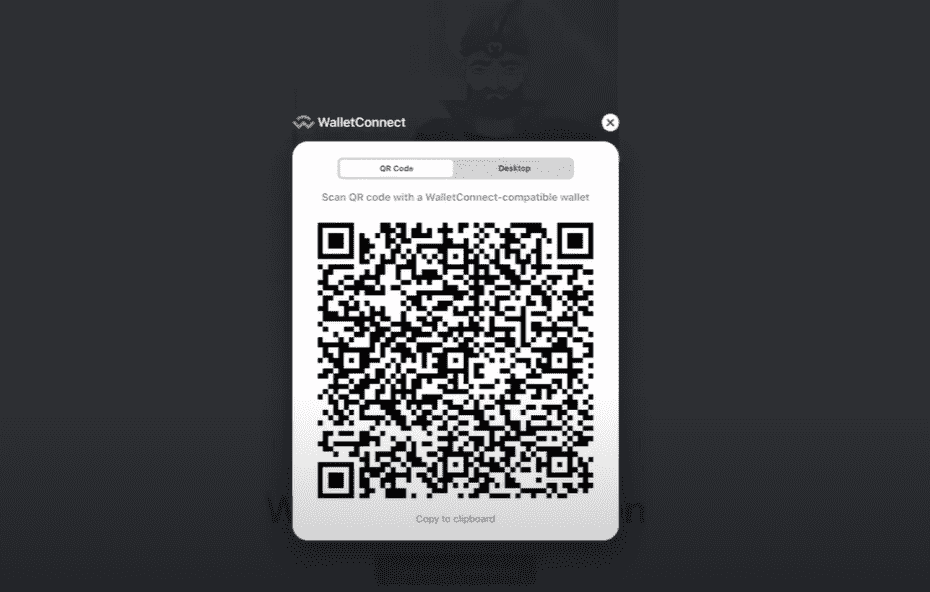 WalletConnect
QR Code
Desktop
Scan QR code with a WalletConnect-compatible wallet
Copy to clipboard